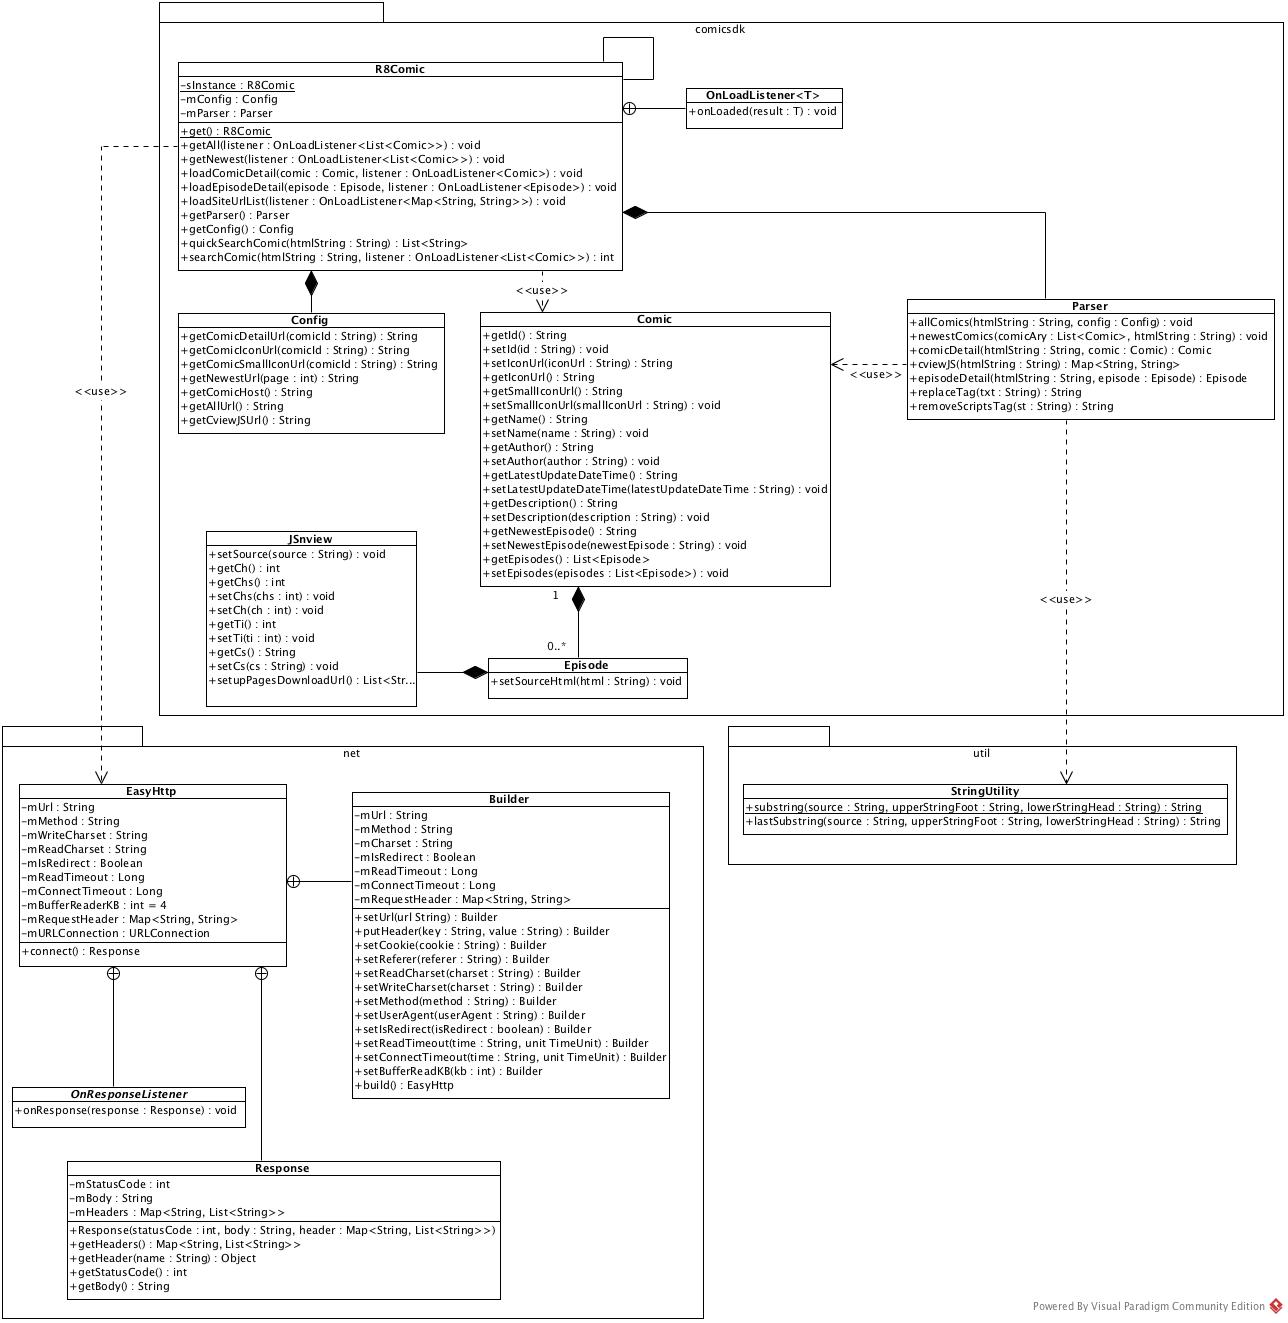 comicsdk
R8Comic
-sInstance : R8Comic
-mConfig : Config
-mParser : Parser
+get() : R8Comic
+getAll(listener : OnLoadListener<List<Comic>>) : void
+getNewest(listener : OnLoadListener<List<Comic>>) : void
+loadComicDetail(comic : Comic, listener : OnLoadListener<Comic>) : void
+loadEpisodeDetail(episode : Episode, listener : OnLoadListener<Episode>) : void
+loadSiteUrlList(listener : OnLoadListener<Map<String, String>>) : void
+getParser() : Parser
+getConfig() : Config
+quickSearchComic(htmlString : String) : List<String>
+searchComic(htmlString : String, listener : OnLoadListener<List<Comic>>) : int
OnLoadListener<T>
+onLoaded(result : T) : void
<<use>>
Config
+getComicDetailUrl(comicId : String) : String
+getComicIconUrl(comicId : String) : String
+getComicSmallIconUrl(comicId : String) : String
+getNewestUrl(page : int) : String
+getComicHost() : String
+getAllUrl() : String
+getCviewJSUrl() : String
Comic
+getId() : String
+setId(id : String) : void
+setIconUrl(iconUrl : String) : String
+getIconUrl() : String
+getSmallIconUrl() : String
+setSmallIconUrl(smallIconUrl : String) : void
+getName() : String
+setName(name : String) : void
+getAuthor() : String
+setAuthor(author : String) : void
+getLatestUpdateDateTime() : String
+setLatestUpdateDateTime(latestUpdateDateTime : String) : void
+getDescription() : String
+setDescription(description : String) : void
+getNewestEpisode() : String
+setNewestEpisode(newestEpisode : String) : void
+getEpisodes() : List<Episode>
+setEpisodes(episodes : List<Episode>) : void
Parser
+allComics(htmlString : String, config : Config) : void
+newestComics(comicAry : List<Comic>, htmlString : String) : void
+comicDetail(htmlString : String, comic : Comic) : Comic
+cviewJS(htmlString : String) : Map<String, String>
+episodeDetail(htmlString : String, episode : Episode) : Episode
+replaceTag(txt : String) : String
+removeScriptsTag(st : String) : String
<<use>>
<<use>>
<<use>>
JSnview
+setSource(source : String) : void
+getCh() : int
+getChs() : int
+setChs(chs : int) : void
+setCh(ch : int) : void
+getTi() : int
+setTi(ti : int) : void
+getCs() : String
+setCs(cs : String) : void
+setupPagesDownloadUrl() : List<Str...
1
0..*
Episode
+setSourceHtml(html : String) : void
net
EasyHttp
-mUrl : String
-mMethod : String
-mWriteCharset : String
-mReadCharset : String
-mIsRedirect : Boolean
-mReadTimeout : Long
-mConnectTimeout : Long
-mBufferReaderKB : int = 4
-mRequestHeader : Map<String, String>
-mURLConnection : URLConnection
+connect() : Response
Builder
-mUrl : String
-mMethod : String
-mCharset : String
-mIsRedirect : Boolean
-mReadTimeout : Long
-mConnectTimeout : Long
-mRequestHeader : Map<String, String>
+setUrl(url String) : Builder
+putHeader(key : String, value : String) : Builder
+setCookie(cookie : String) : Builder
+setReferer(referer : String) : Builder
+setReadCharset(charset : String) : Builder
+setWriteCharset(charset : String) : Builder
+setMethod(method : String) : Builder
+setUserAgent(userAgent : String) : Builder
+setIsRedirect(isRedirect : boolean) : Builder
+setReadTimeout(time : String, unit TimeUnit) : Builder
+setConnectTimeout(time : String, unit TimeUnit) : Builder
+setBufferReadKB(kb : int) : Builder
+build() : EasyHttp
OnResponseListener
+onResponse(response : Response) : void
Response
-mStatusCode : int
-mBody : String
-mHeaders : Map<String, List<String>>
+Response(statusCode : int, body : String, header : Map<String, List<String>>)
+getHeaders() : Map<String, List<String>>
+getHeader(name : String) : Object
+getStatusCode() : int
+getBody() : String
util
StringUtility
+substring(source : String, upperStringFoot : String, lowerStringHead : String) : String
+lastSubstring(source : String, upperStringFoot : String, lowerStringHead : String) : String
Powered By Visual Paradigm Community Edition